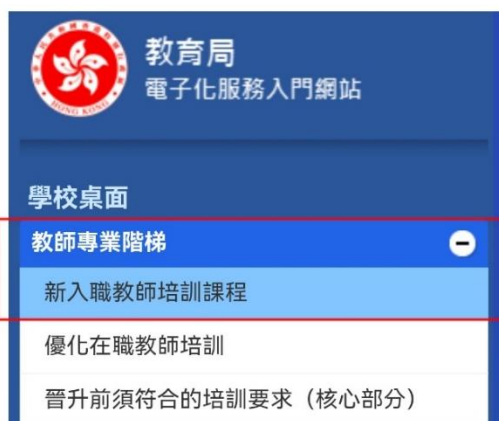 教育局
電子化服務入門網站
HONG KONG
學校桌面
教師專業階梯
新入職教師培訓課程
優化在職教師培訓
晉升前須符合的培訓要求（核心部分）